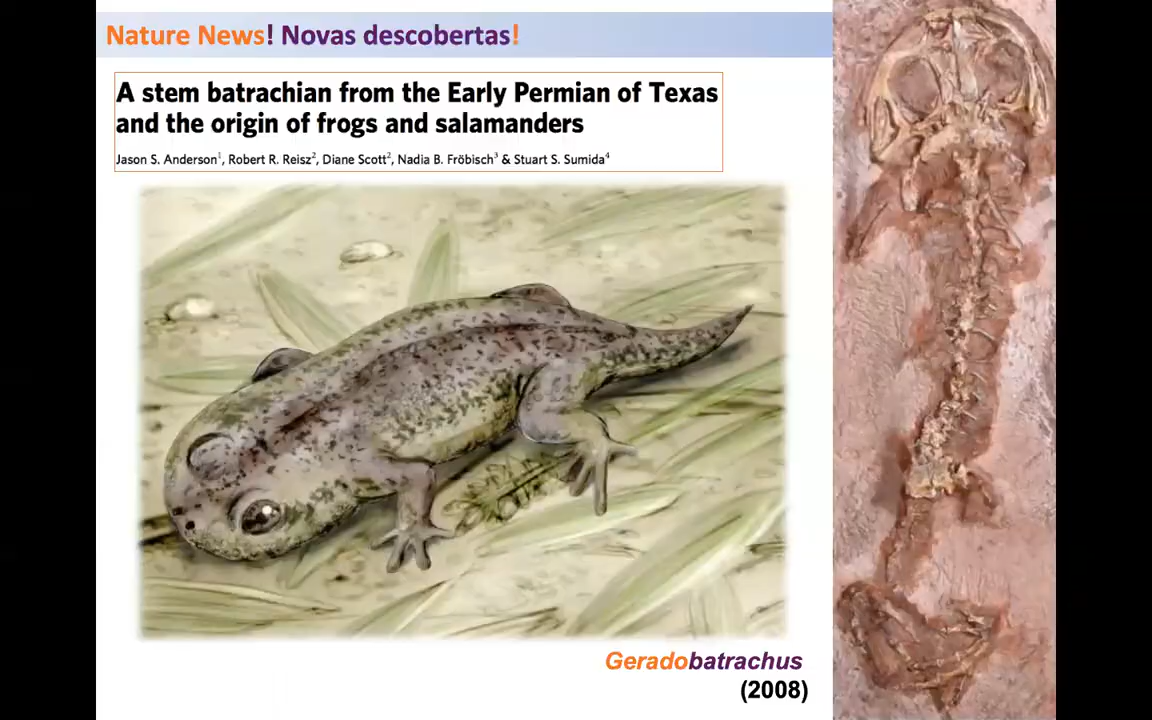 Nature News! Novas descobertas!
A stem batrachian from the Early Permian of Texas
and the origin of frogs and salamanders
Jason S. Anderson¹, Robert R. Reisz², Diane Scott², Nadia B. Fröbisch³ & Stuart S. Sumida⁴
Geradobatrachus
(2008)